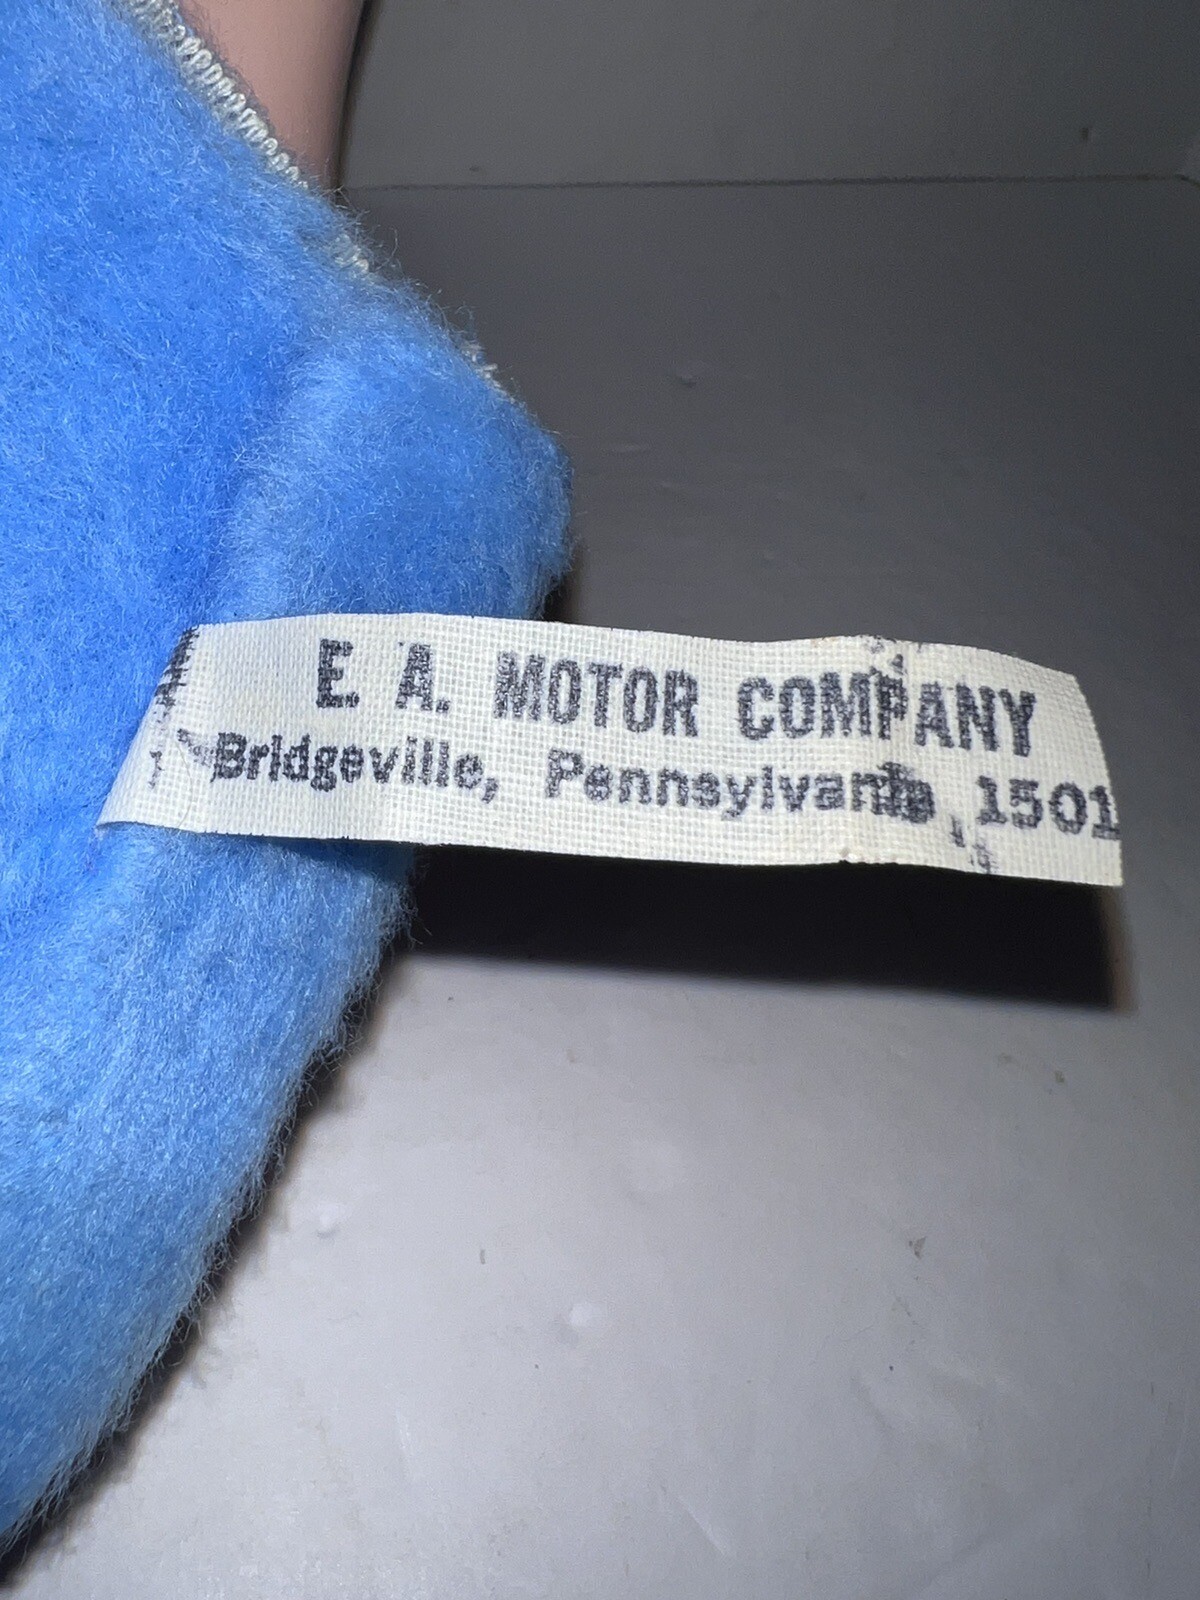 E. A. MOTOR COMPANY
Bridgeville, Pennsylvania 1501